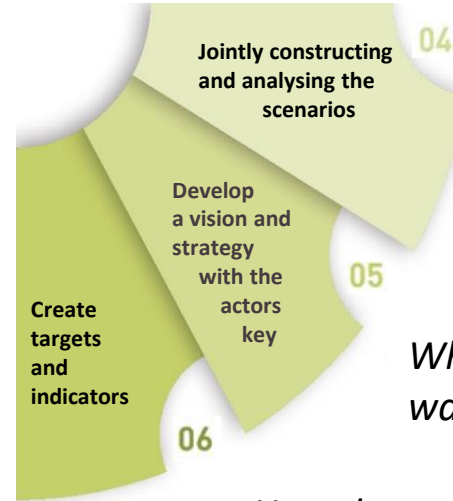 Jointly constructing
and analysing the
scenarios
04
Develop
a vision and
strategy
with the
actors
key
05
Create
targets
and
indicators
06